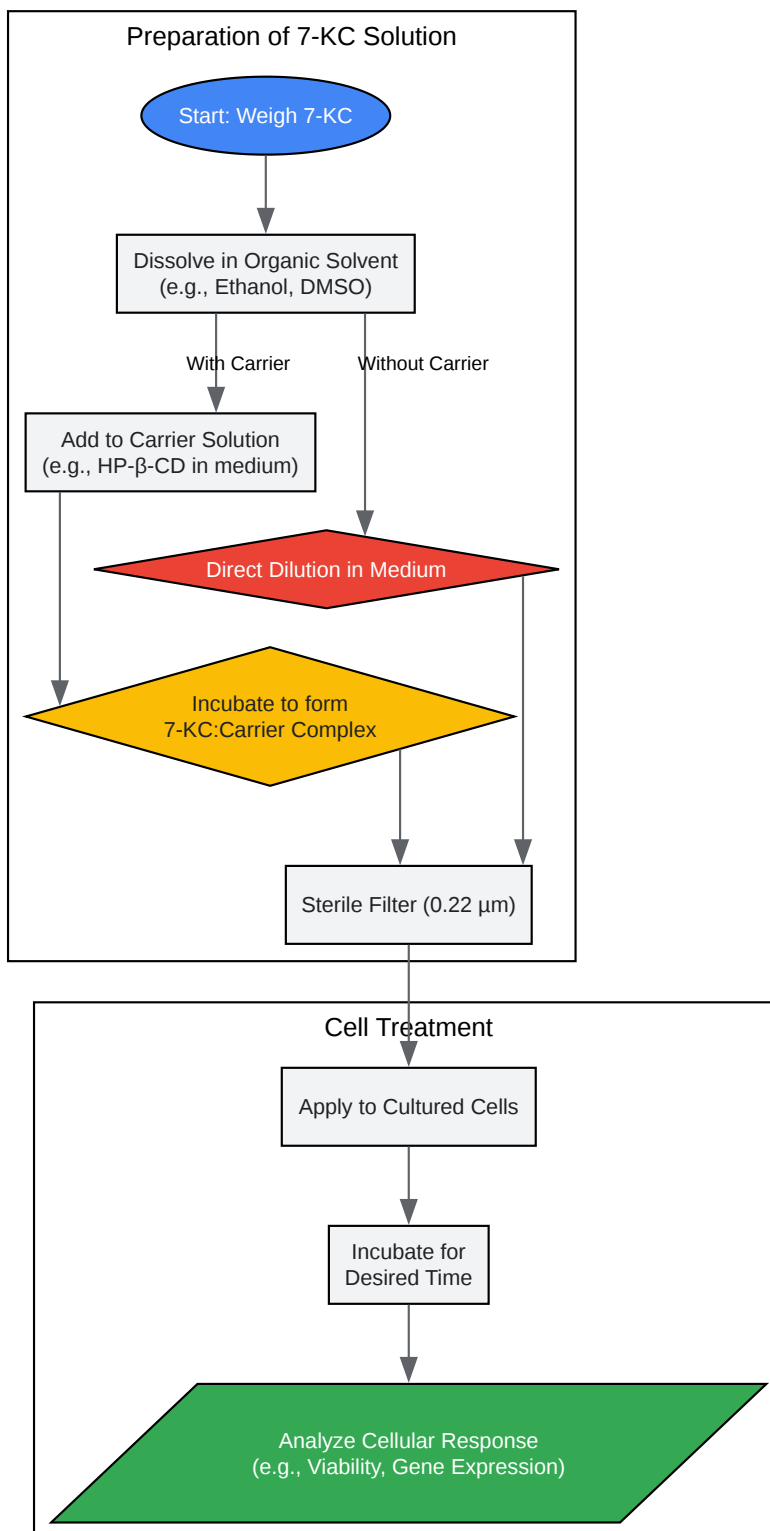 Preparation of 7-KC Solution
Start: Weigh 7-KC
Dissolve in Organic Solvent
(e.g., Ethanol, DMSO)
With Carrier
Without Carrier
Add to Carrier Solution
(e.g., HP-β-CD in medium)
Direct Dilution in Medium
Incubate to form
7-KC:Carrier Complex
Sterile Filter (0.22 µm)
Cell Treatment
Apply to Cultured Cells
Incubate for
Desired Time
Analyze Cellular Response
(e.g., Viability, Gene Expression)